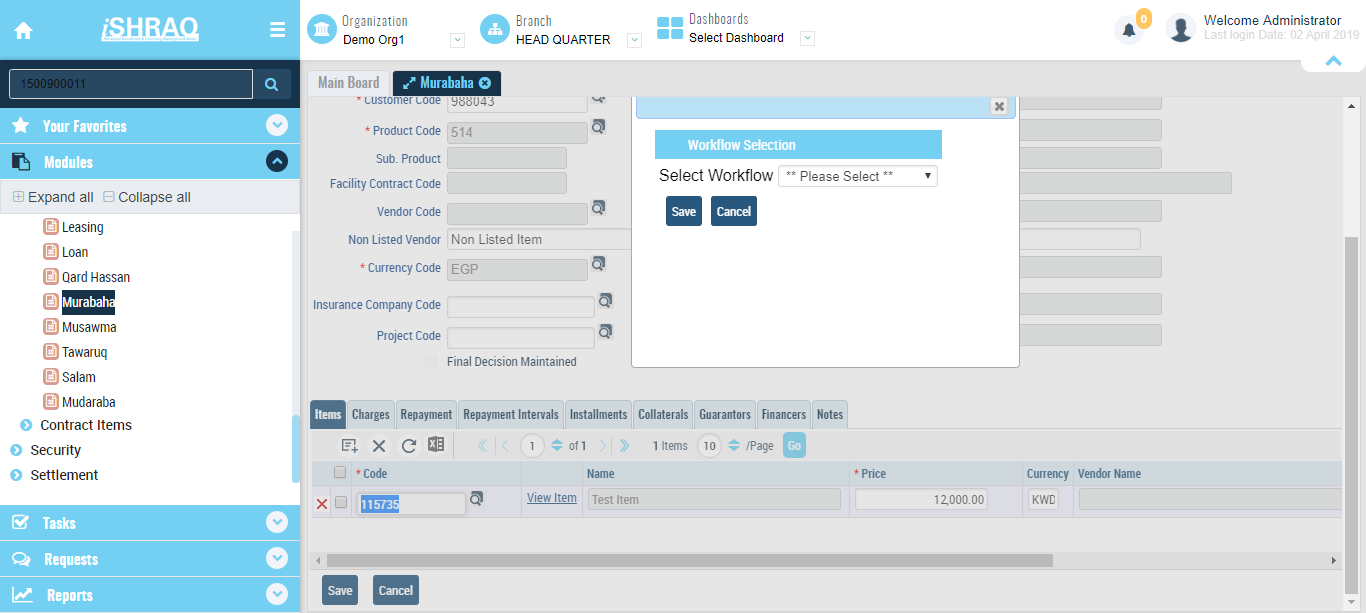 iSHRAQ
Organization
Demo Org1
Branch
HEAD QUARTER
Dashboards
Select Dashboard
0
Welcome Administrator
Last login Date: 02 April 2019
1500900011
Your Favorites
Modules
Expand all
Collapse all
Leasing
Loan
Qard Hassan
Murabaha
Musawma
Tawaruq
Salam
Mudaraba
Contract Items
Security
Settlement
Tasks
Requests
Reports
Main Board
Murabaha
* Customer Code 988043
* Product Code 514
Sub. Product
Facility Contract Code
Vendor Code
Non Listed Vendor Non Listed Item
* Currency Code EGP
Insurance Company Code
Project Code
Final Decision Maintained
Workflow Selection
Select Workflow ** Please Select **
Save Cancel
Items Charges Repayment Repayment Intervals Installments Collaterals Guarantors Financers Notes
1 of 1 1 Items 10 /Page Go
* Code Name * Price Currency Vendor Name
115735 View Item Test Item 12,000.00 KWD
Save Cancel